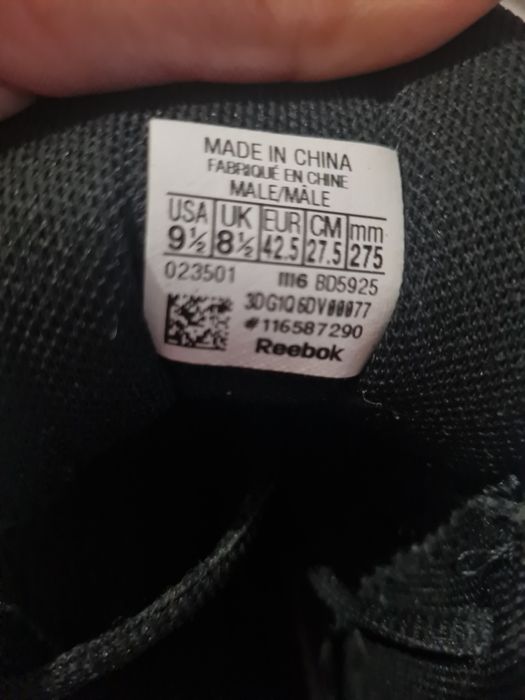 MADE IN CHINA
FABRIQUÉ EN CHINE
MALE/MÂLE
USA UK EUR CM mm
9½ 8½ 42.5 27.5 275
023501 1116 BD5925
3DG1Q6DV00077
#116587290
Reebok